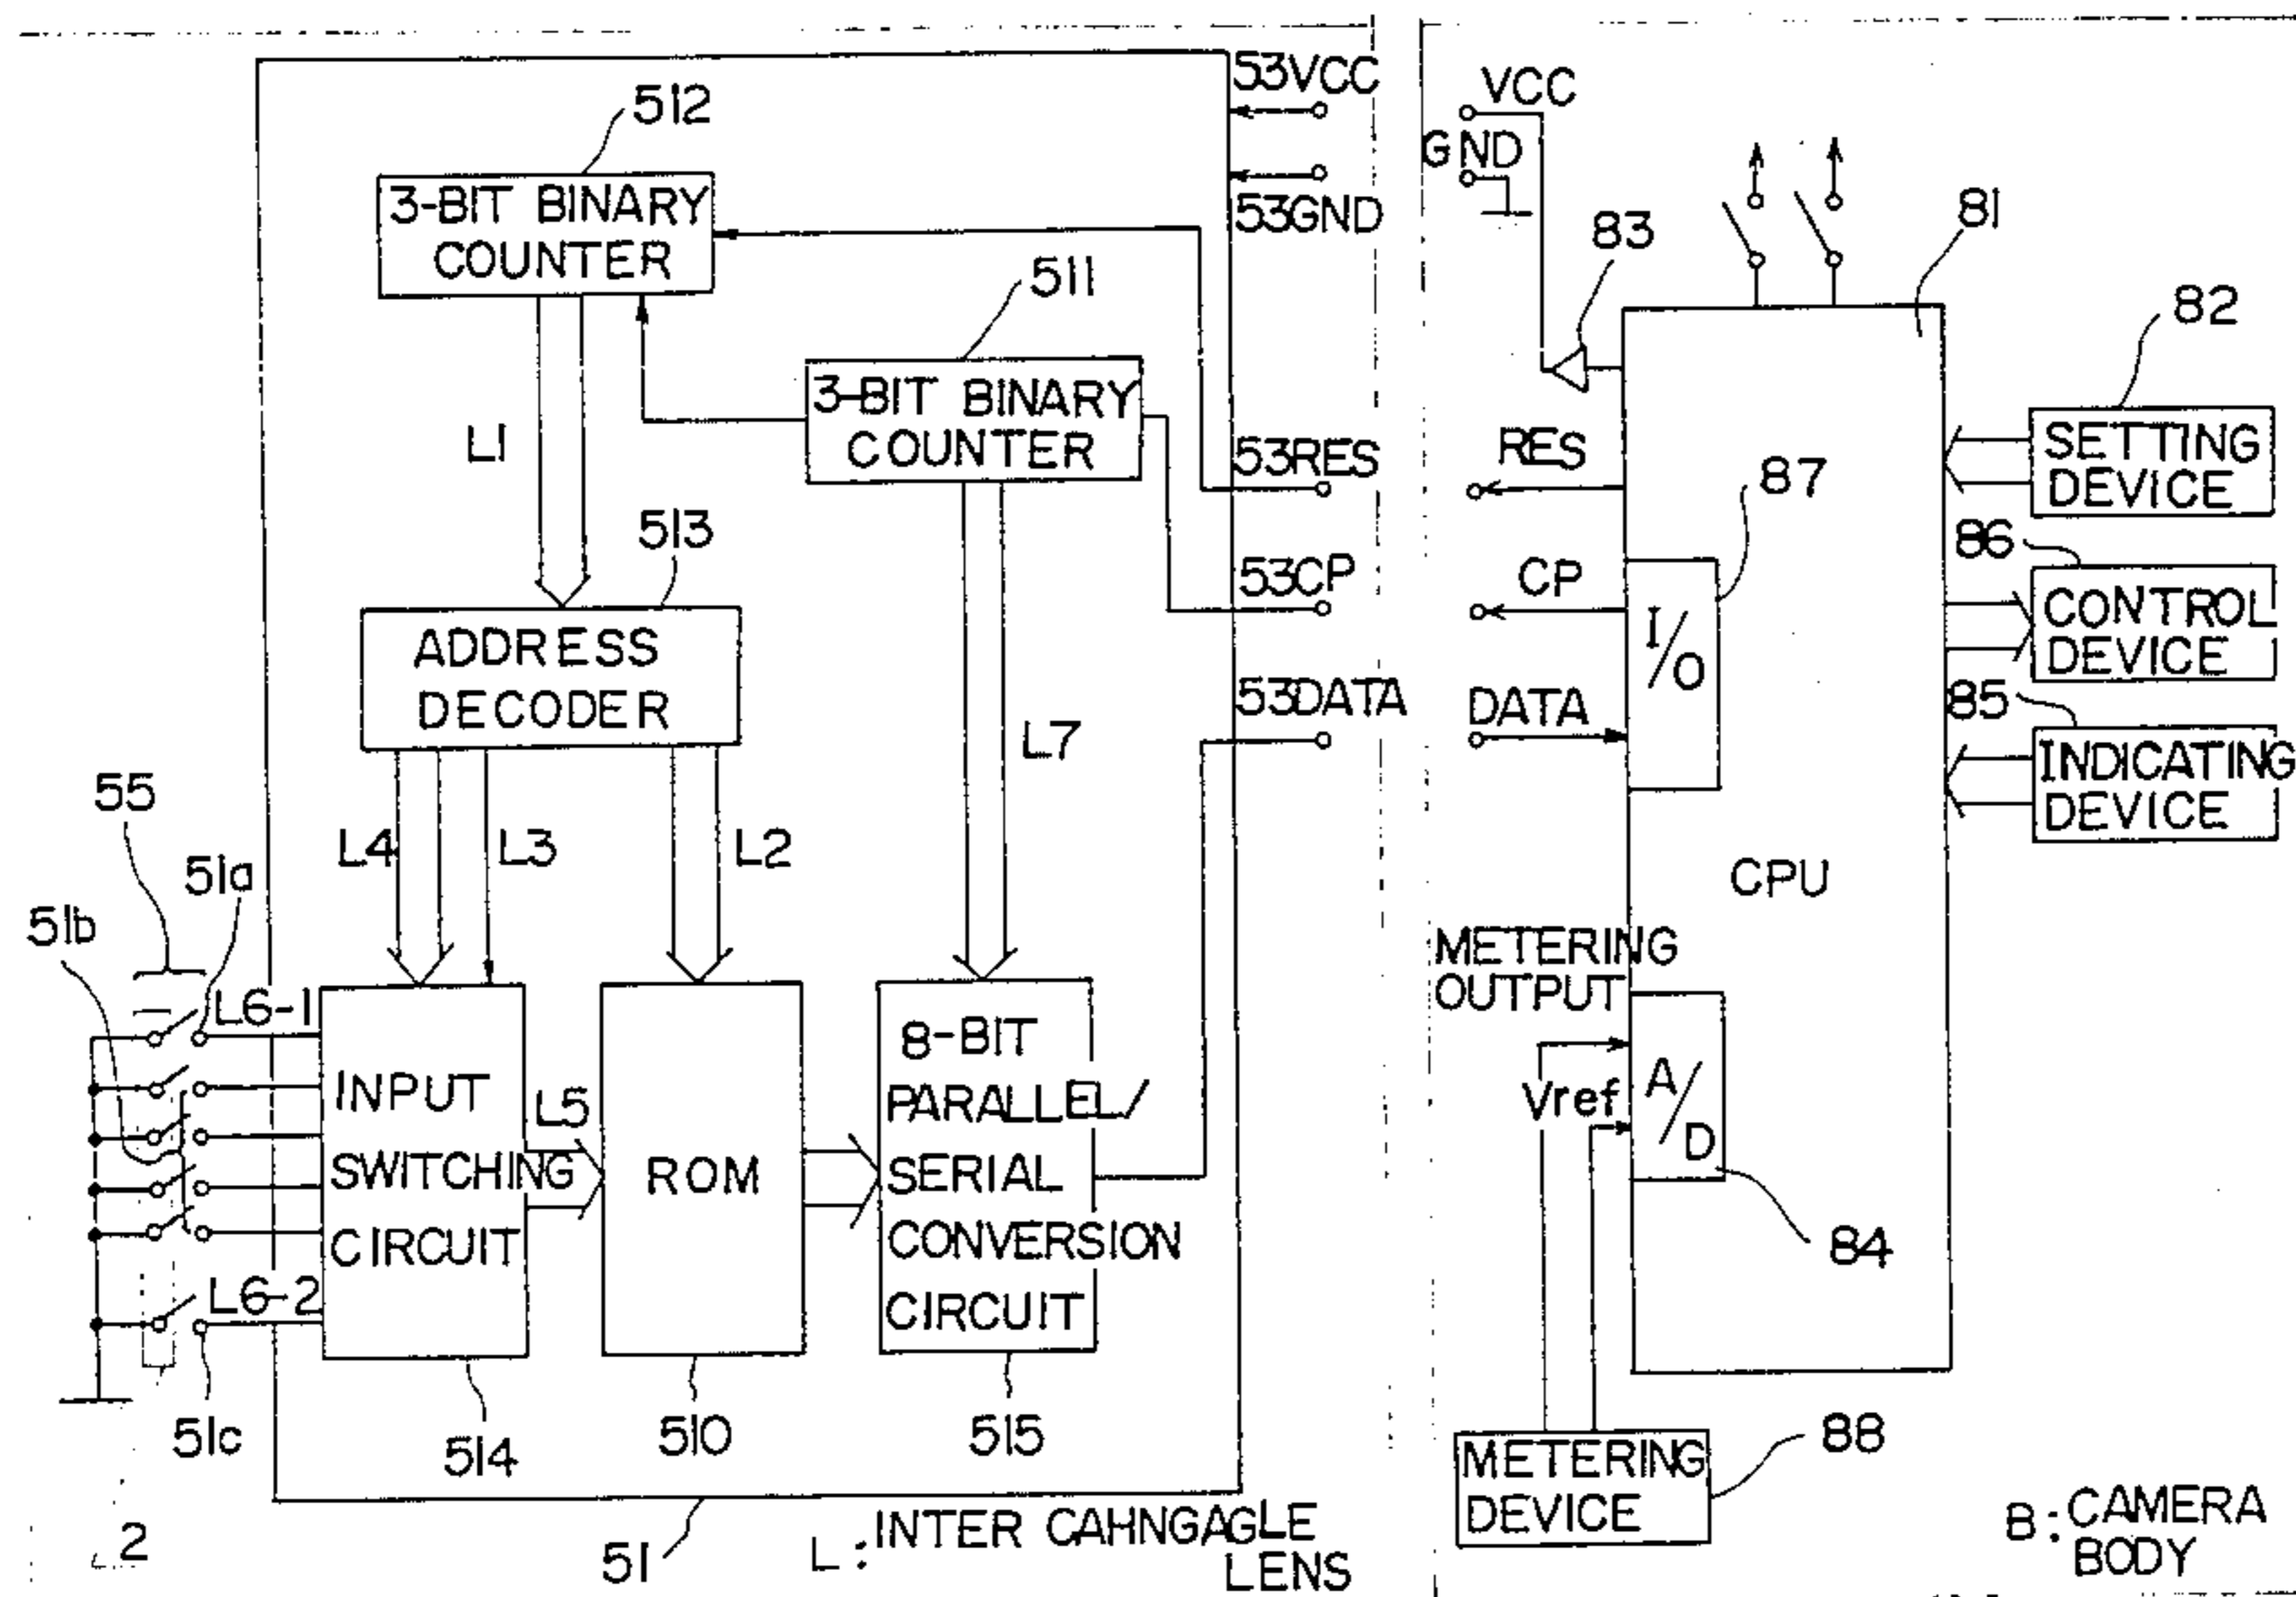 53VCC
VCC
512
GND
3-BIT BINARY
COUNTER
53GND
83
81
511
82
3-BIT BINARY
COUNTER
L1
53RES
RES
87
SETTING
DEVICE
513
86
53CP
CP
I/O
CONTROL
DEVICE
ADDRESS
DECODER
53DATA
DATA
85
L7
INDICATING
DEVICE
55
L4
L3
L2
51a
CPU
51b
METERING
OUTPUT
L6-1
8-BIT
PARALLEL/
SERIAL
CONVERSION
CIRCUIT
INPUT
SWITCHING
CIRCUIT
L5
ROM
Vref
A/D
84
L6-2
51c
514
510
515
88
METERING
DEVICE
2
51
L: INTER CAHNGAGLE
LENS
B: CAMERA
BODY